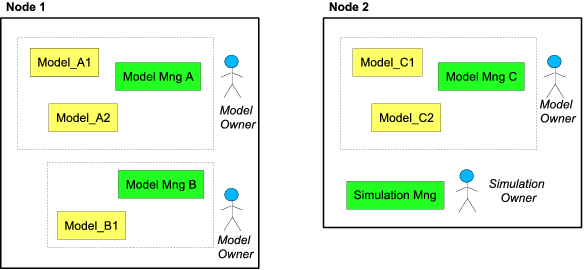 Node 1
Model_A1
Model Mng A
Model_A2
Model
Owner
Model Mng B
Model_B1
Model
Owner
Node 2
Model_C1
Model Mng C
Model_C2
Model
Owner
Simulation Mng
Simulation
Owner